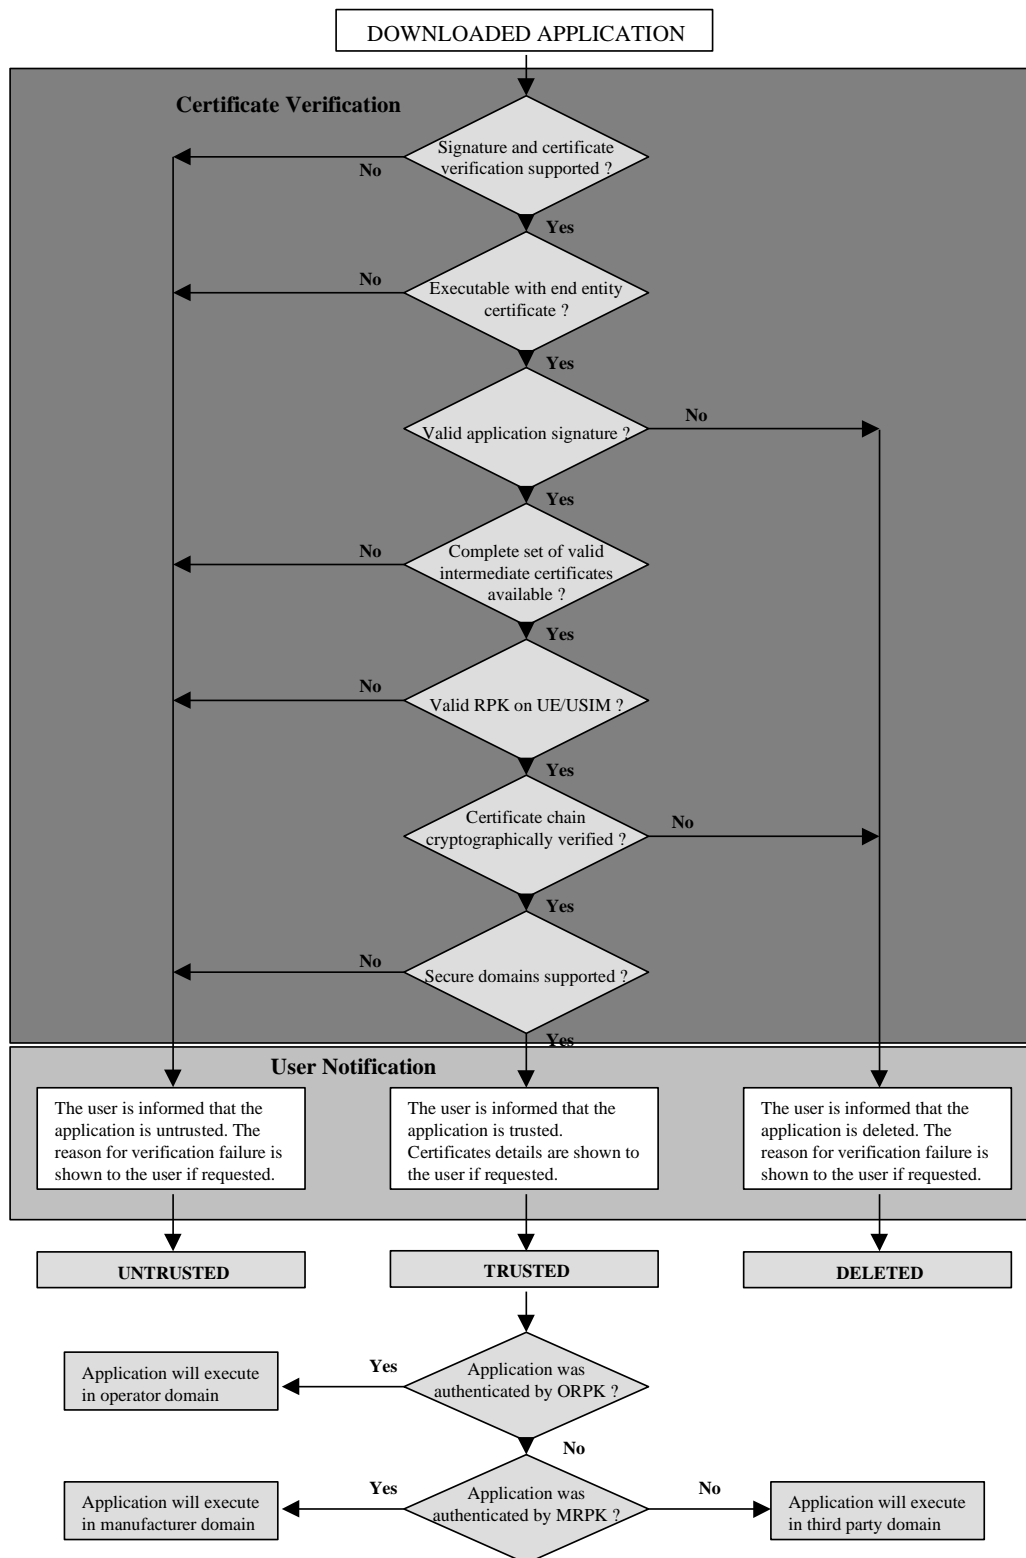 DOWNLOADED APPLICATION
Certificate Verification
Signature and certificate
verification supported ?
No
Yes
Executable with end entity
certificate ?
No
Yes
Valid application signature ?
No
Yes
Complete set of valid
intermediate certificates
available ?
No
Yes
Valid RPK on UE/USIM ?
No
Yes
Certificate chain
cryptographically verified ?
No
Yes
Secure domains supported ?
No
Yes
User Notification
The user is informed that the
application is untrusted. The
reason for verification failure is
shown to the user if requested.
The user is informed that the
application is trusted.
Certificates details are shown to
the user if requested.
The user is informed that the
application is deleted. The
reason for verification failure is
shown to the user if requested.
UNTRUSTED
TRUSTED
DELETED
Application was
authenticated by ORPK ?
Yes
Application will execute
in operator domain
No
Application was
authenticated by MRPK ?
Yes
Application will execute
in manufacturer domain
No
Application will execute
in third party domain